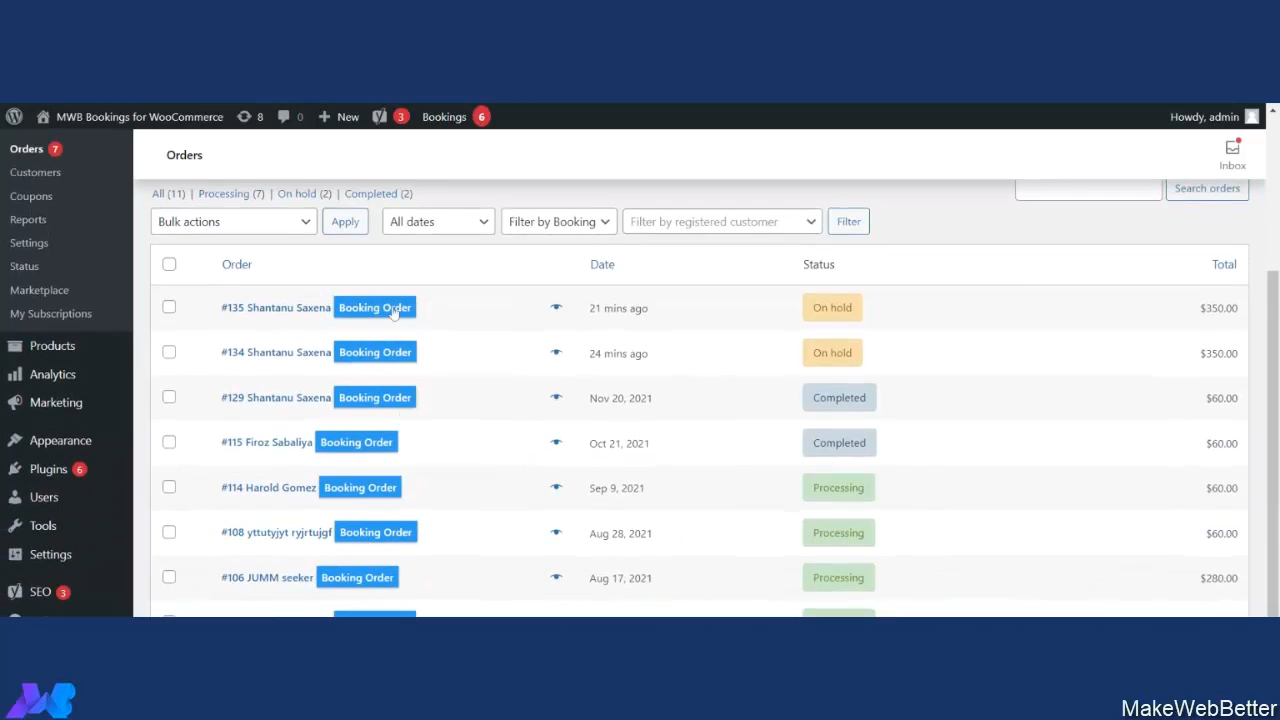 MWB Bookings for WooCommerce 8 0 New 3 Bookings 6 Howdy, admin
Orders 7
Customers
Coupons
Reports
Settings
Status
Marketplace
My Subscriptions
Products
Analytics
Marketing
Appearance
Plugins 6
Users
Tools
Settings
SEO 3
Orders
Inbox
All (11) | Processing (7) | On hold (2) | Completed (2)
Search orders
Bulk actions Apply All dates Filter by Booking Filter by registered customer Filter
Order Date Status Total
#135 Shantanu Saxena Booking Order 21 mins ago On hold $350.00
#134 Shantanu Saxena Booking Order 24 mins ago On hold $350.00
#129 Shantanu Saxena Booking Order Nov 20, 2021 Completed $60.00
#115 Firoz Sabaliya Booking Order Oct 21, 2021 Completed $60.00
#114 Harold Gomez Booking Order Sep 9, 2021 Processing $60.00
#108 yttutyjyt ryjrtujgf Booking Order Aug 28, 2021 Processing $60.00
#106 JUMM seeker Booking Order Aug 17, 2021 Processing $280.00
MakeWebBetter